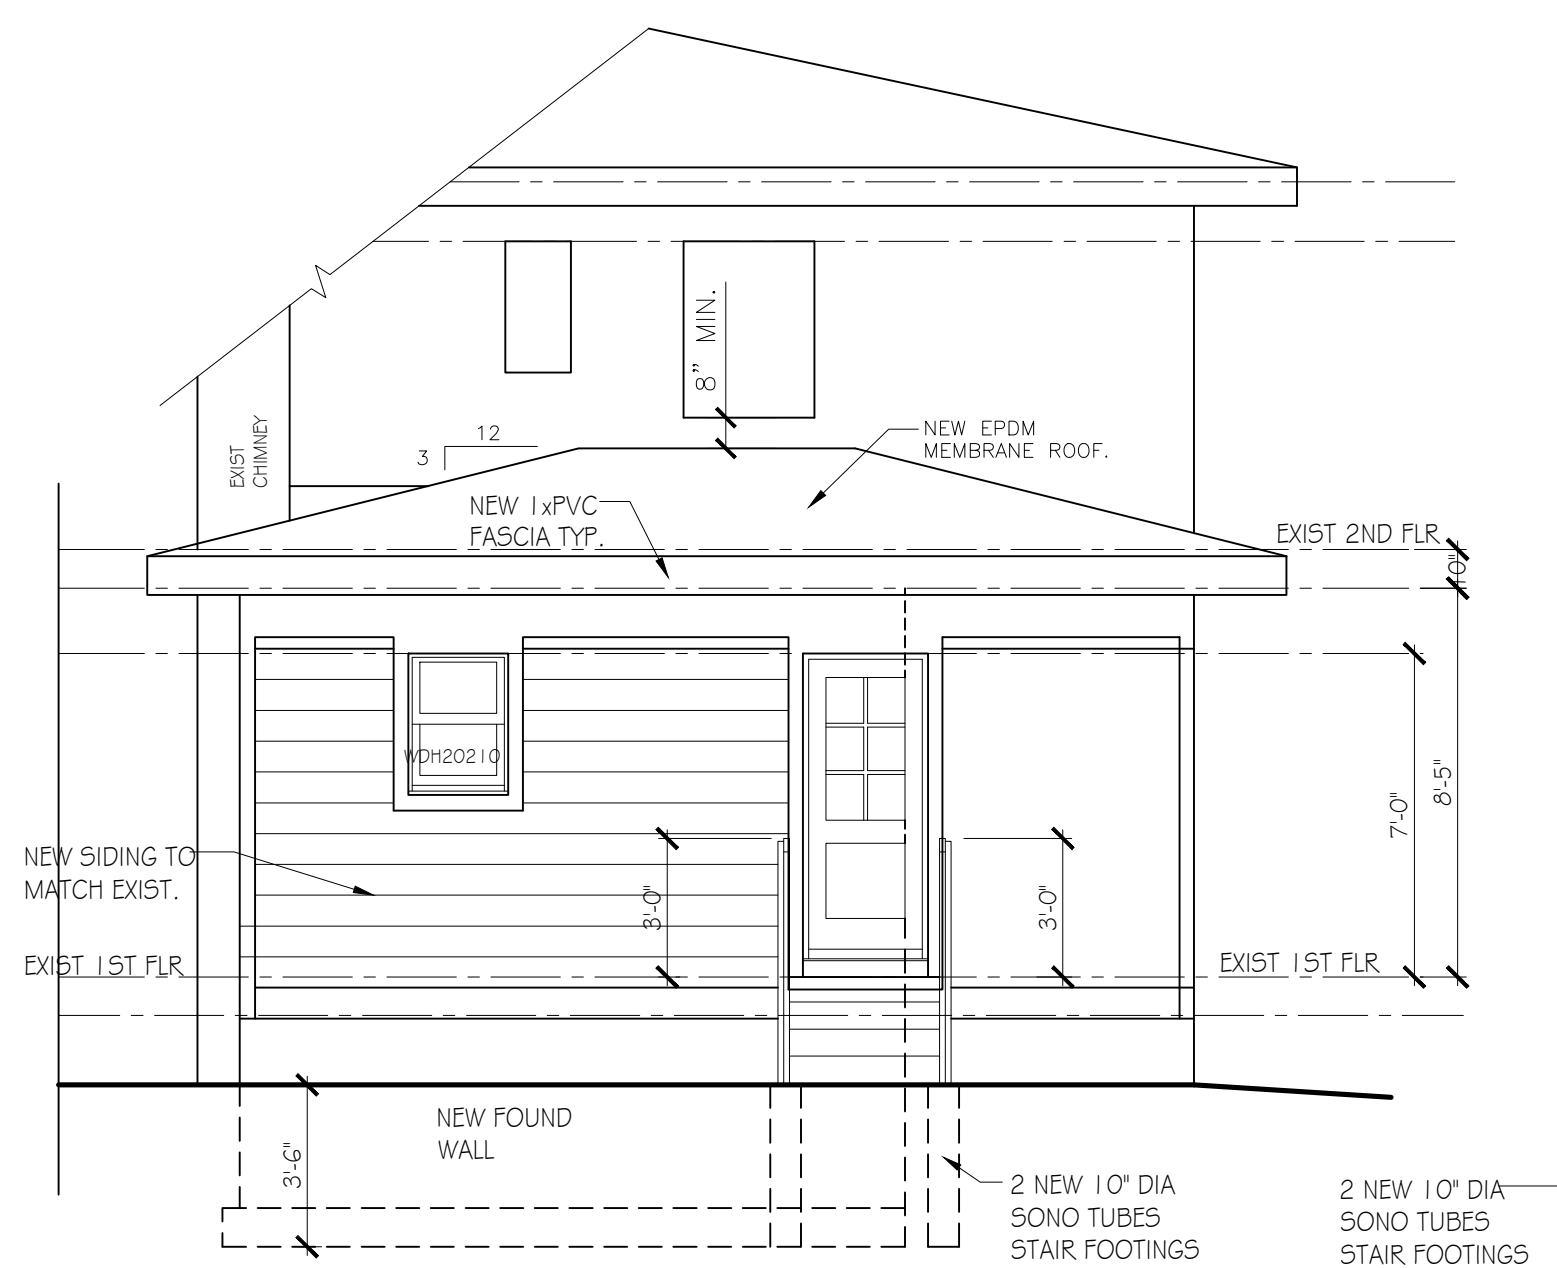 8" MIN.
EXIST
CHIMNEY
12
3
NEW EPDM
MEMBRANE ROOF.
NEW 1xPVC
FASCIA TYP.
EXIST 2ND FLR
10"
WDH20210
8'-5"
7'-0"
NEW SIDING TO
MATCH EXIST.
3'-0"
3'-0"
EXIST 1ST FLR
EXIST 1ST FLR
NEW FOUND
WALL
3'-6"
2 NEW 10" DIA
SONO TUBES
STAIR FOOTINGS
2 NEW 10" DIA
SONO TUBES
STAIR FOOTINGS